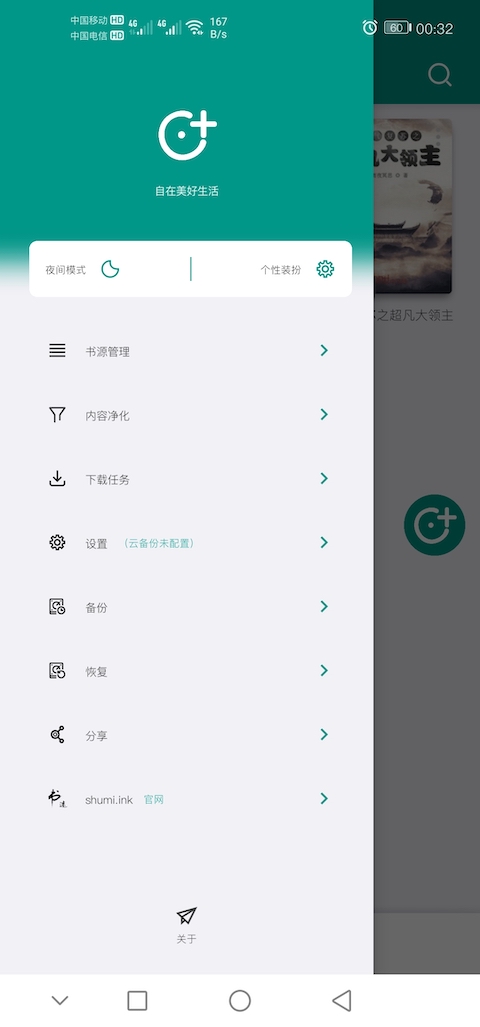 中国移动 HD 4G 4G 167
中国电信 HD B/s
60 00:32
自在美好生活
凡大领主
夜间模式 个性装扮
之超凡大领主
书源管理
内容净化
下载任务
设置 （云备份未配置）
备份
恢复
分享
书迷 shumi.ink 官网
关于